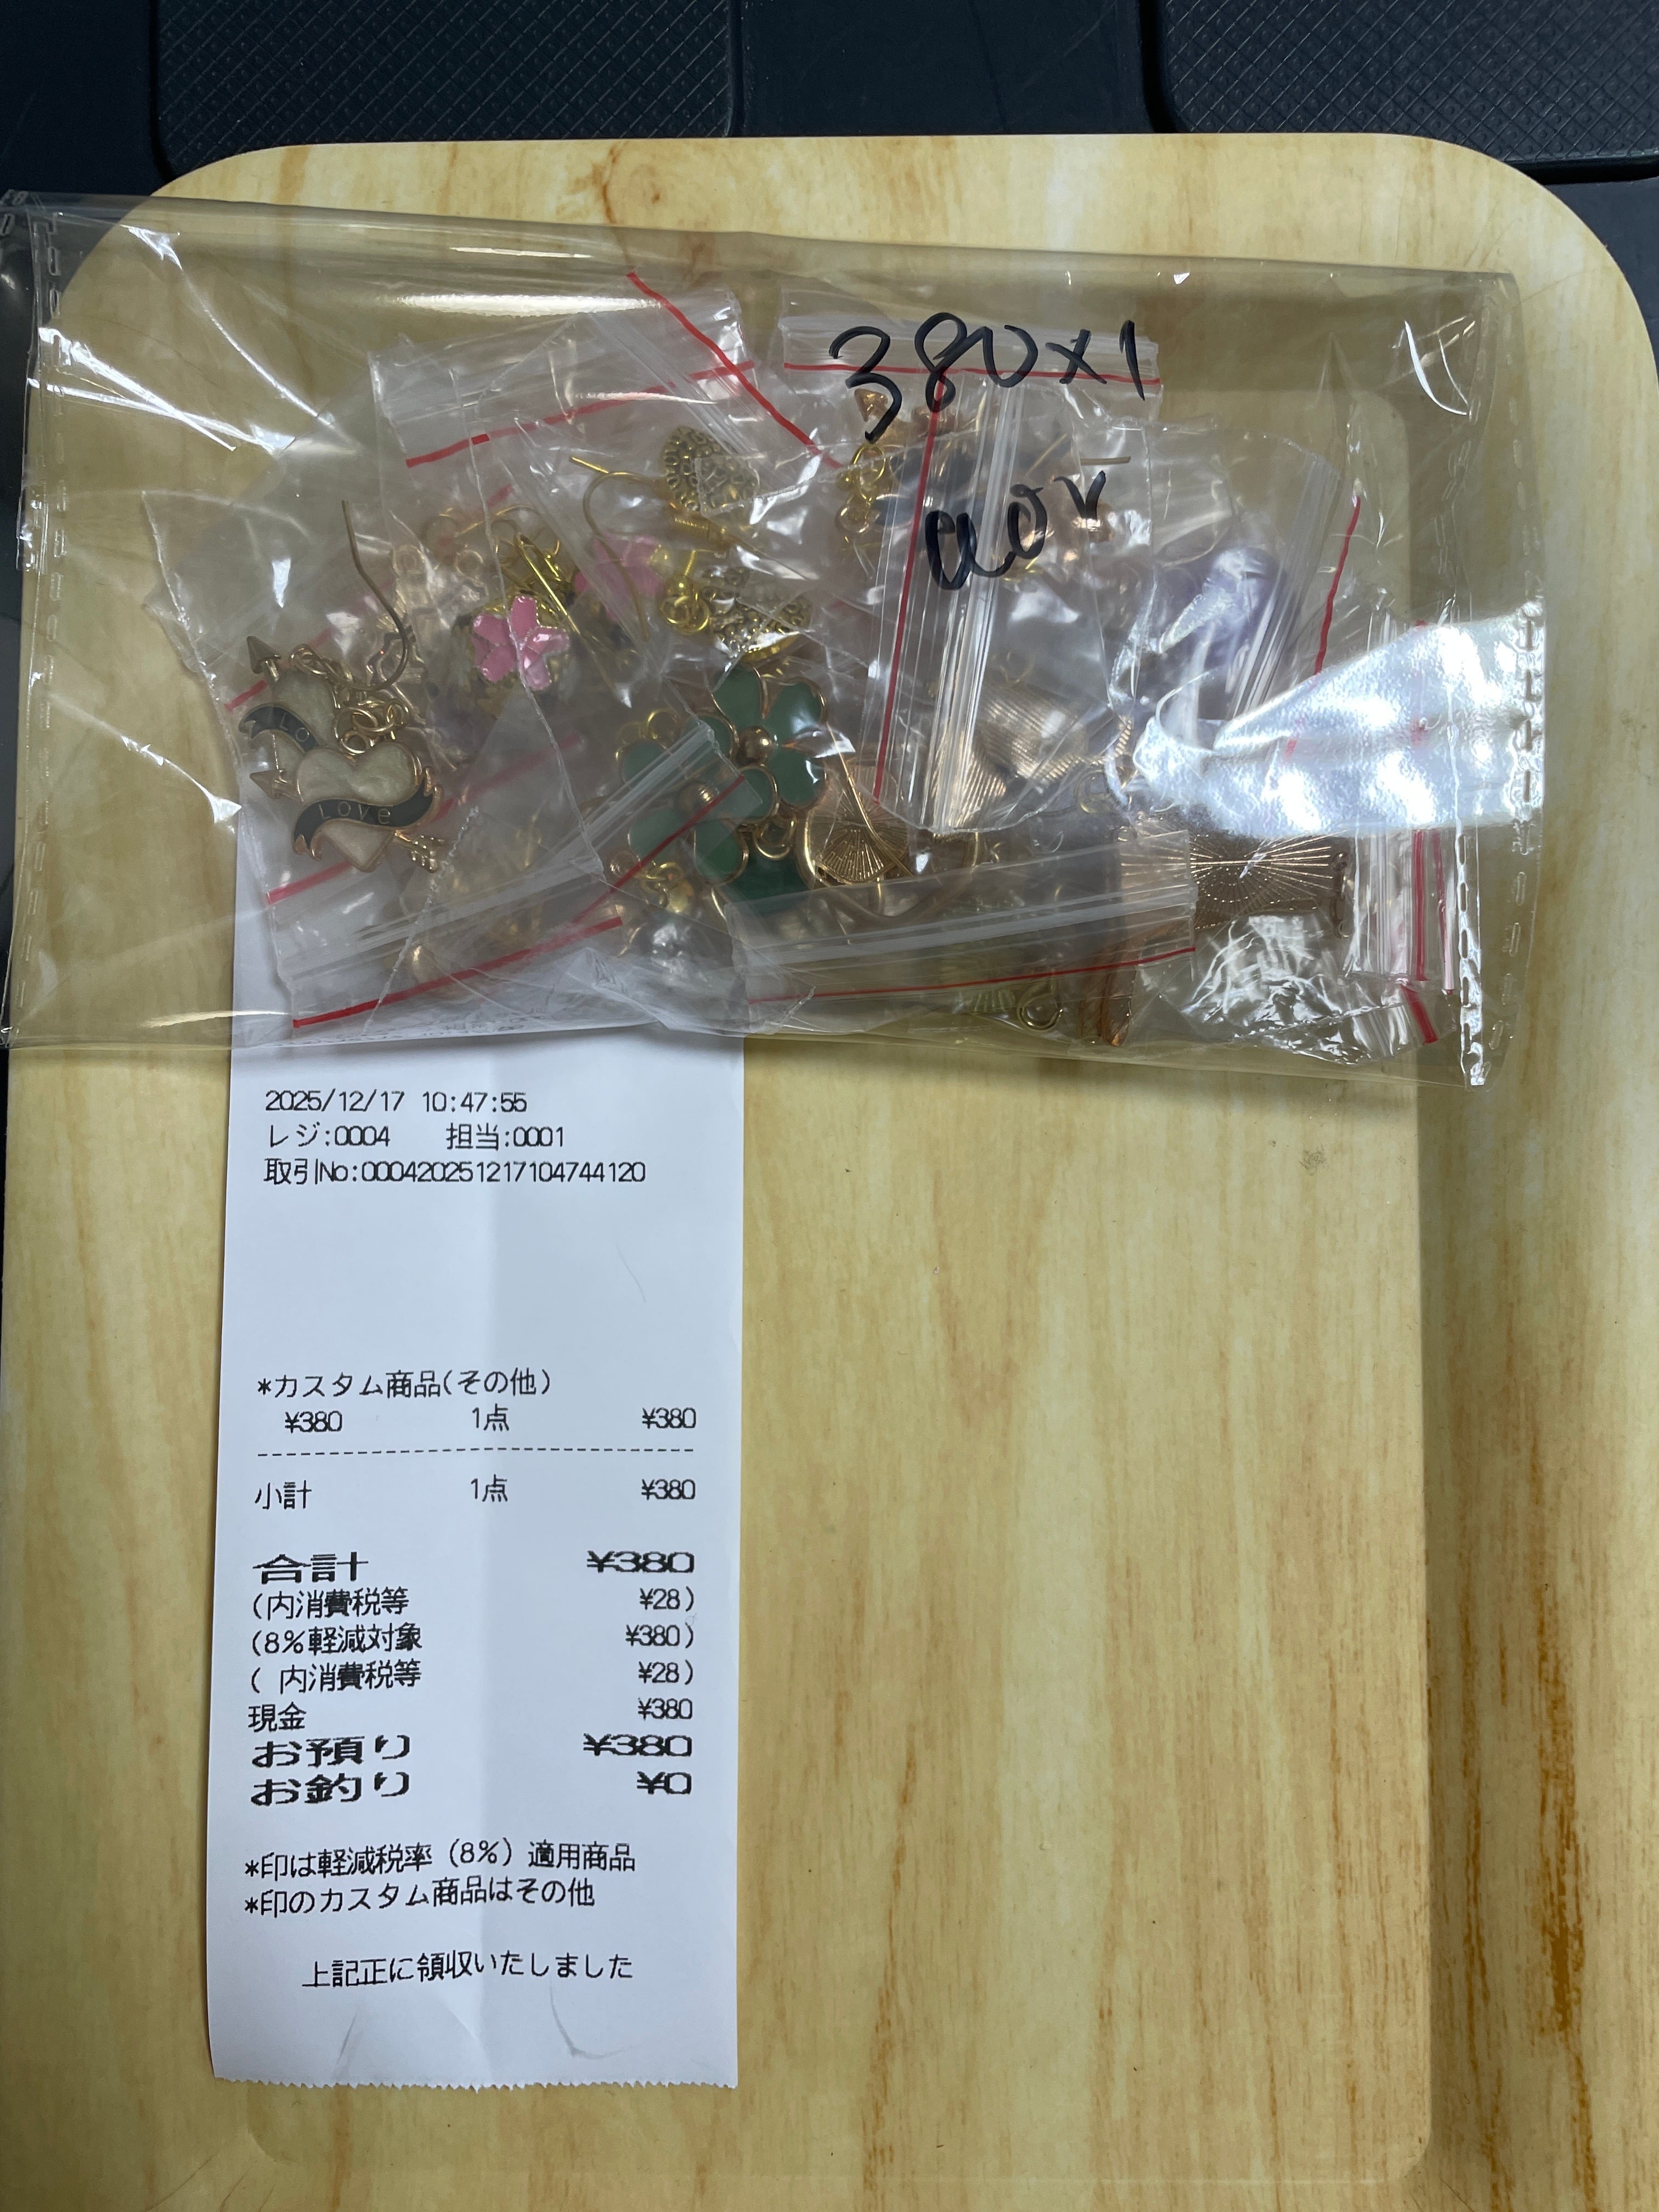 380x1
LOVE
2025/12/17 10:47:55
レジ:0004 担当:0001
取引No:00042025121710474​4120
*カスタム商品(その他)
¥380 1点 ¥380
小計 1点 ¥380
合計 ¥380
(内消費税等 ¥28)
(8%軽減対象 ¥380)
( 内消費税等 ¥28)
現金 ¥380
お預り ¥380
お釣り ¥0
*印は軽減税率(8%)適用商品
*印のカスタム商品はその他
上記正に領収いたしました